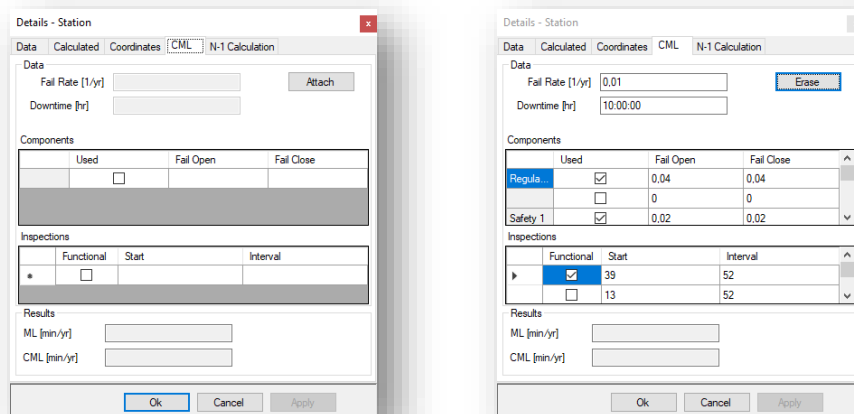 Details - Station
x
Data Calculated Coordinates CML N-1 Calculation
Data
Fail Rate [1/yr]
Attach
Downtime [hr]
Components
Used Fail Open Fail Close
Inspections
Functional Start Interval
Results
ML [min/yr]
CML [min/yr]
Ok Cancel Apply
Details - Station
Data Calculated Coordinates CML N-1 Calculation
Data
Fail Rate [1/yr] 0,01 Erase
Downtime [hr] 10:00:00
Components
Used Fail Open Fail Close
Regula... 0,04 0,04
0 0
Safety 1 0,02 0,02
Inspections
Functional Start Interval
39 52
13 52
Results
ML [min/yr]
CML [min/yr]
Ok Cancel Apply